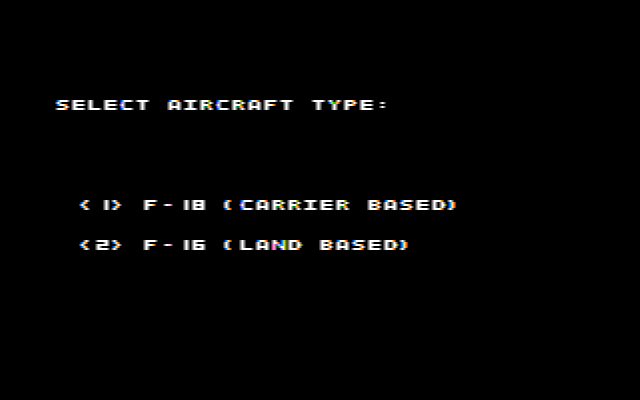 SELECT AIRCRAFT TYPE:
<1> F-18 (CARRIER BASED)
<2> F-16 (LAND BASED)